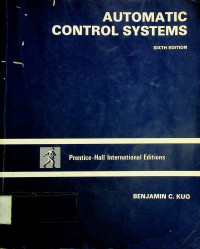 AUTOMATIC
CONTROL SYSTEMS
SIXTH EDITION
Prentice-Hall International Editions
BENJAMIN C. KUO